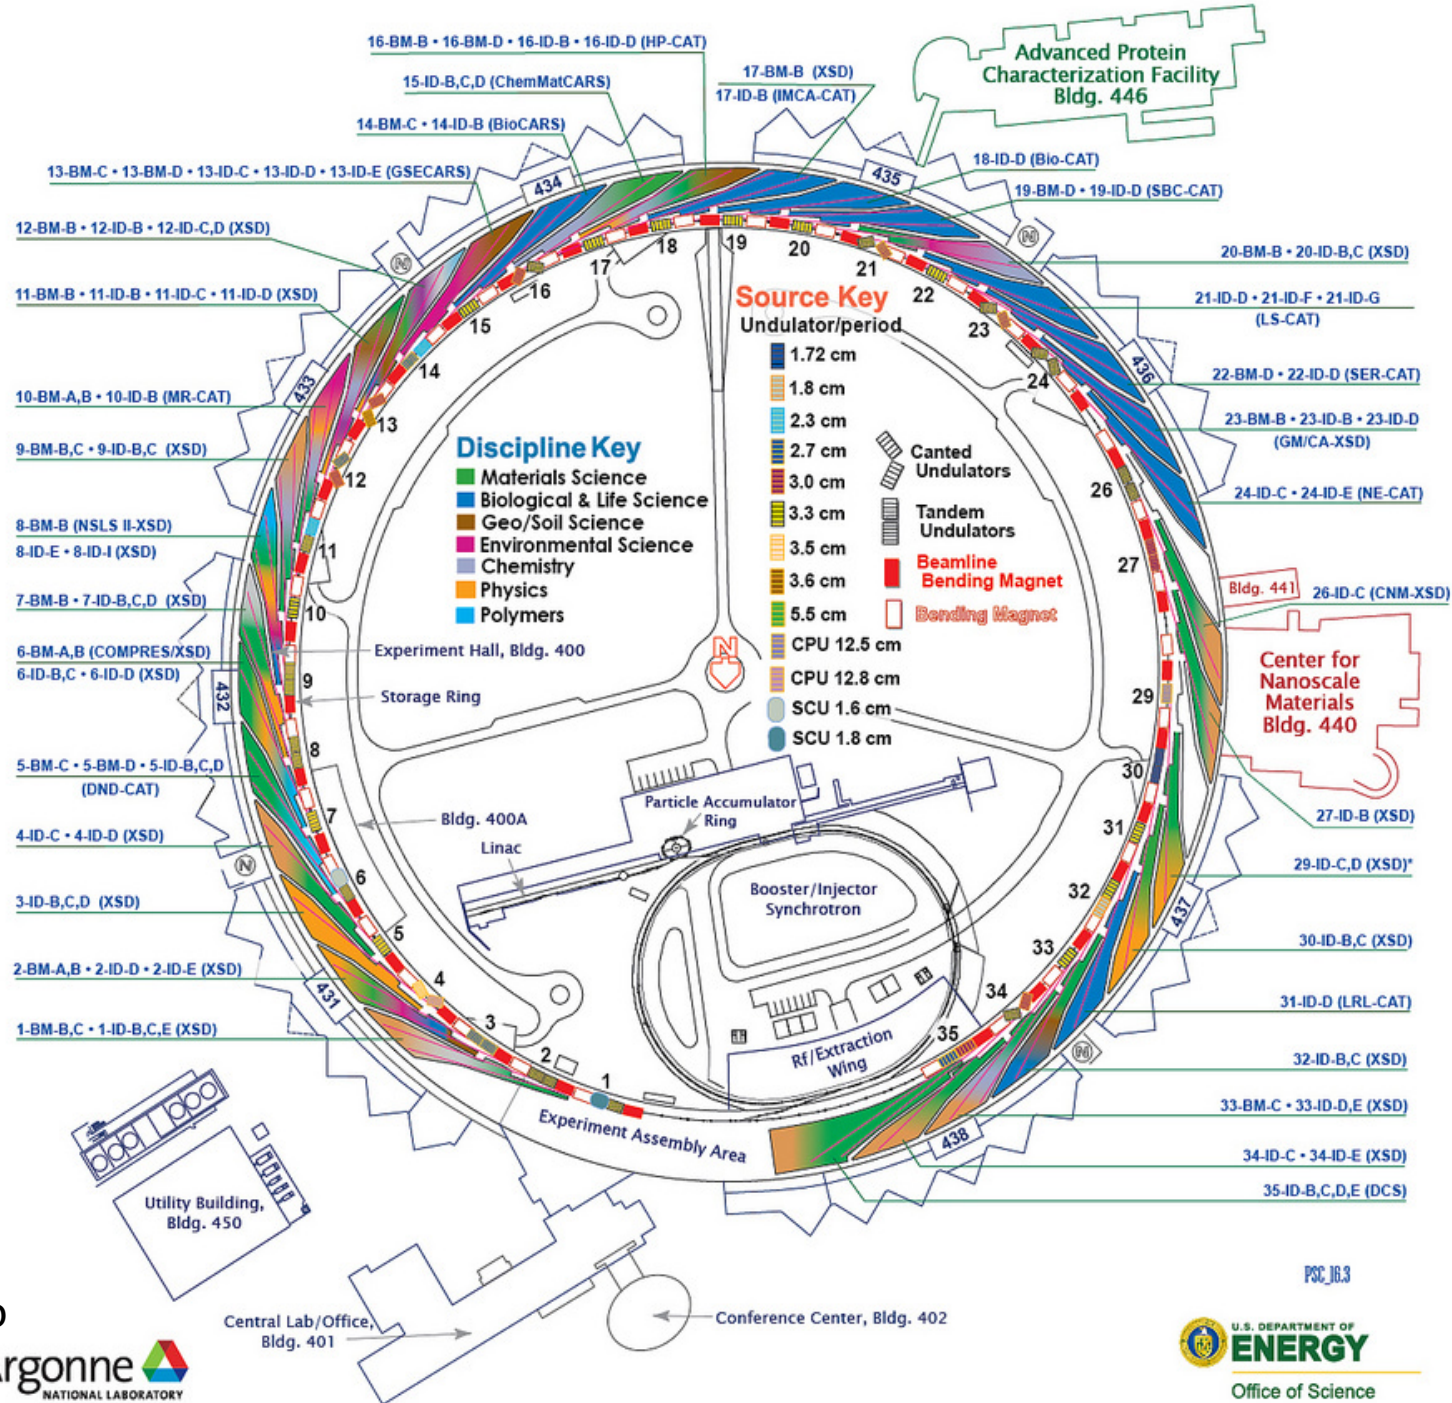 16-BM-B • 16-BM-D • 16-ID-B • 16-ID-D (HP-CAT)
15-ID-B,C,D (ChemMatCARS)
14-BM-C • 14-ID-B (BioCARS)
13-BM-C • 13-BM-D • 13-ID-C • 13-ID-D • 13-ID-E (GSECARS)
12-BM-B • 12-ID-B • 12-ID-C,D (XSD)
11-BM-B • 11-ID-B • 11-ID-C • 11-ID-D (XSD)
10-BM-A,B • 10-ID-B (MR-CAT)
9-BM-B,C • 9-ID-B,C (XSD)
8-BM-B (NSLS II-XSD)
8-ID-E • 8-ID-I (XSD)
7-BM-B • 7-ID-B,C,D (XSD)
6-BM-A,B (COMPRES/XSD)
6-ID-B,C • 6-ID-D (XSD)
5-BM-C • 5-BM-D • 5-ID-B,C,D
(DND-CAT)
4-ID-C • 4-ID-D (XSD)
3-ID-B,C,D (XSD)
2-BM-A,B • 2-ID-D • 2-ID-E (XSD)
1-BM-B,C • 1-ID-B,C,E (XSD)
17-BM-B (XSD)
17-ID-B (IMCA-CAT)
Advanced Protein
Characterization Facility
Bldg. 446
18-ID-D (Bio-CAT)
19-BM-D • 19-ID-D (SBC-CAT)
20-BM-B • 20-ID-B,C (XSD)
21-ID-D • 21-ID-F • 21-ID-G
(LS-CAT)
22-BM-D • 22-ID-D (SER-CAT)
23-BM-B • 23-ID-B • 23-ID-D
(GM/CA-XSD)
24-ID-C • 24-ID-E (NE-CAT)
Bldg. 441
26-ID-C (CNM-XSD)
Center for
Nanoscale
Materials
Bldg. 440
27-ID-B (XSD)
29-ID-C,D (XSD)*
30-ID-B,C (XSD)
31-ID-D (LRL-CAT)
32-ID-B,C (XSD)
33-BM-C • 33-ID-D,E (XSD)
34-ID-C • 34-ID-E (XSD)
35-ID-B,C,D,E (DCS)
431
432
433
434
435
436
437
438
N
N
N
N
1
2
3
4
5
6
7
8
9
10
11
12
13
14
15
16
17
18
19
20
21
22
23
24
26
27
29
30
31
32
33
34
35
Discipline Key
Materials Science
Biological & Life Science
Geo/Soil Science
Environmental Science
Chemistry
Physics
Polymers
Source Key
Undulator/period
1.72 cm
1.8 cm
2.3 cm
2.7 cm
3.0 cm
3.3 cm
3.5 cm
3.6 cm
5.5 cm
CPU 12.5 cm
CPU 12.8 cm
SCU 1.6 cm
SCU 1.8 cm
Canted
Undulators
Tandem
Undulators
Beamline
Bending Magnet
Bending Magnet
N
Experiment Hall, Bldg. 400
Storage Ring
Bldg. 400A
Linac
Particle Accumulator
Ring
Booster/Injector
Synchrotron
Rf/Extraction
Wing
Experiment Assembly Area
Utility Building,
Bldg. 450
Central Lab/Office,
Bldg. 401
Conference Center, Bldg. 402
PSC_16.3
Argonne
NATIONAL LABORATORY
U.S. DEPARTMENT OF
ENERGY
Office of Science